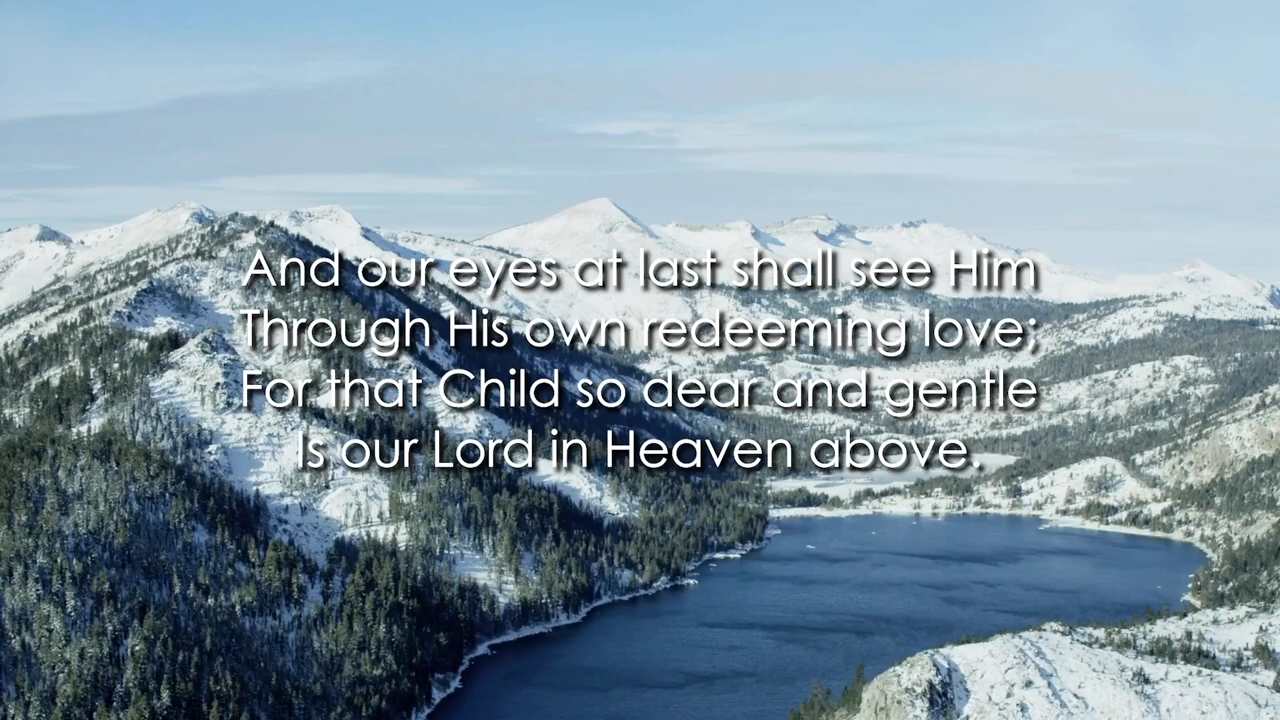 And our eyes at last shall see Him
Through His own redeeming love;
For that Child so dear and gentle
Is our Lord in Heaven above.